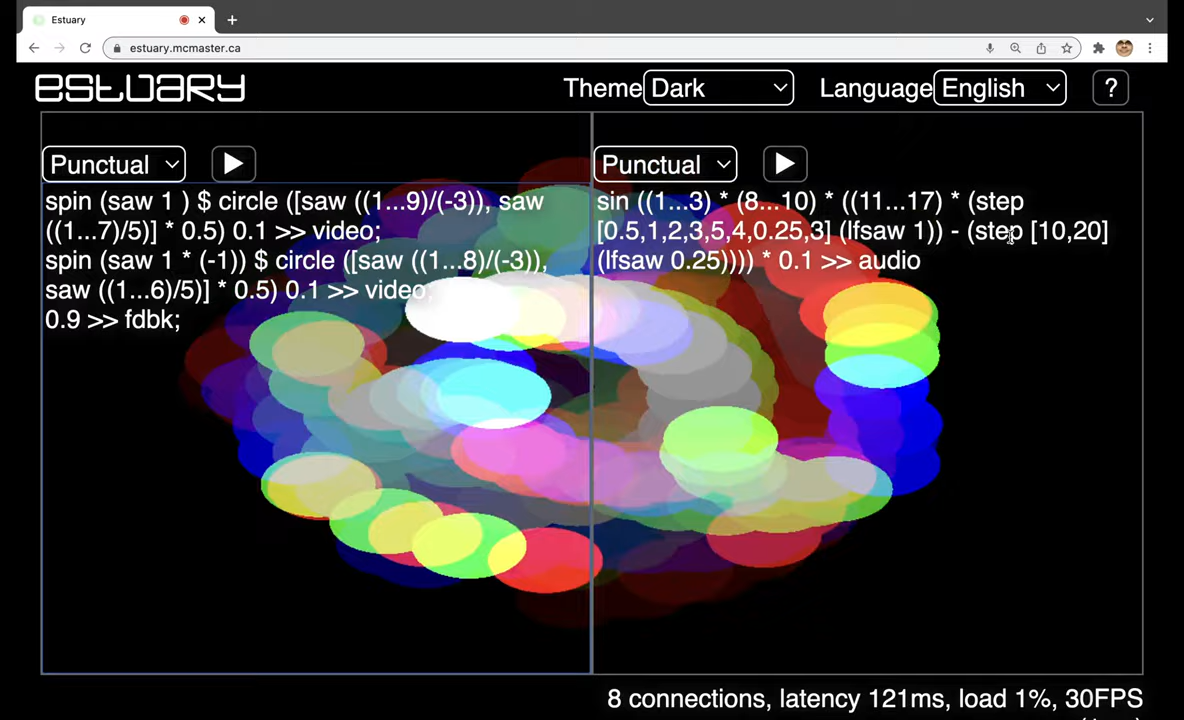 Estuary
estuary.mcmaster.ca
estuary
Theme Dark
Language English
?
Punctual
spin (saw 1 ) $ circle ([saw ((1...9)/(-3)), saw
((1...7)/5)] * 0.5) 0.1 >> video;
spin (saw 1 * (-1)) $ circle ([saw ((1...8)/(-3)),
saw ((1...6)/5)] * 0.5) 0.1 >> video;
0.9 >> fdbk;
Punctual
sin ((1...3) * (8...10) * ((11...17) * (step
[0.5,1,2,3,5,4,0.25,3] (lfsaw 1)) - (step [10,20]
(lfsaw 0.25)))) * 0.1 >> audio
8 connections, latency 121ms, load 1%, 30FPS